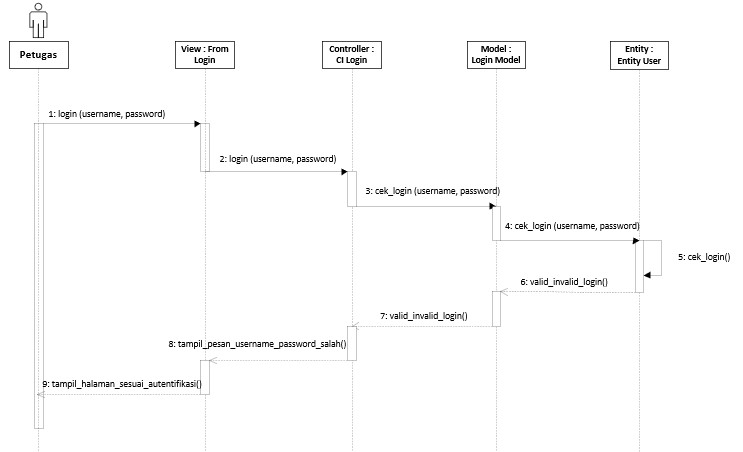 Petugas
View : From
Login
Controller :
CI Login
Model :
Login Model
Entity :
Entity User
1: login (username, password)
2: login (username, password)
3: cek_login (username, password)
4: cek_login (username, password)
5: cek_login()
6: valid_invalid_login()
7: valid_invalid_login()
8: tampil_pesan_username_password_salah()
9: tampil_halaman_sesuai_autentifikasi()